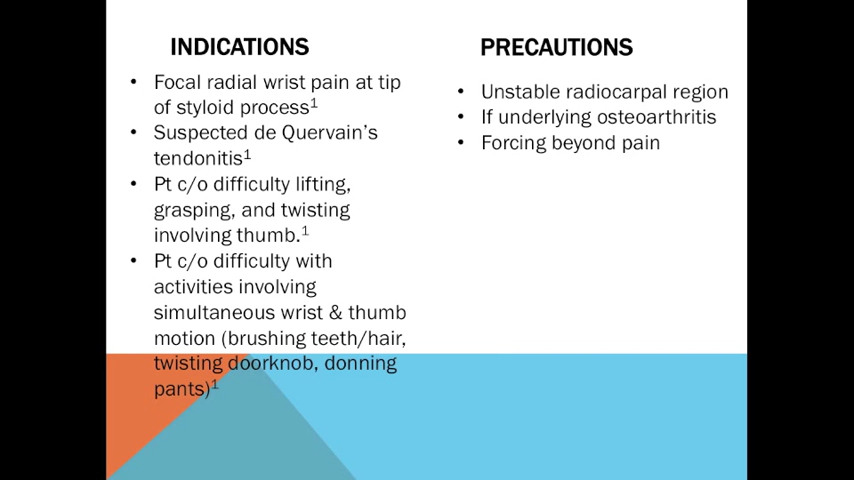 INDICATIONS
• Focal radial wrist pain at tip
of styloid process1
• Suspected de Quervain's
tendonitis1
• Pt c/o difficulty lifting,
grasping, and twisting
involving thumb.1
• Pt c/o difficulty with
activities involving
simultaneous wrist & thumb
motion (brushing teeth/hair,
twisting doorknob, donning
pants)1
PRECAUTIONS
• Unstable radiocarpal region
• If underlying osteoarthritis
• Forcing beyond pain